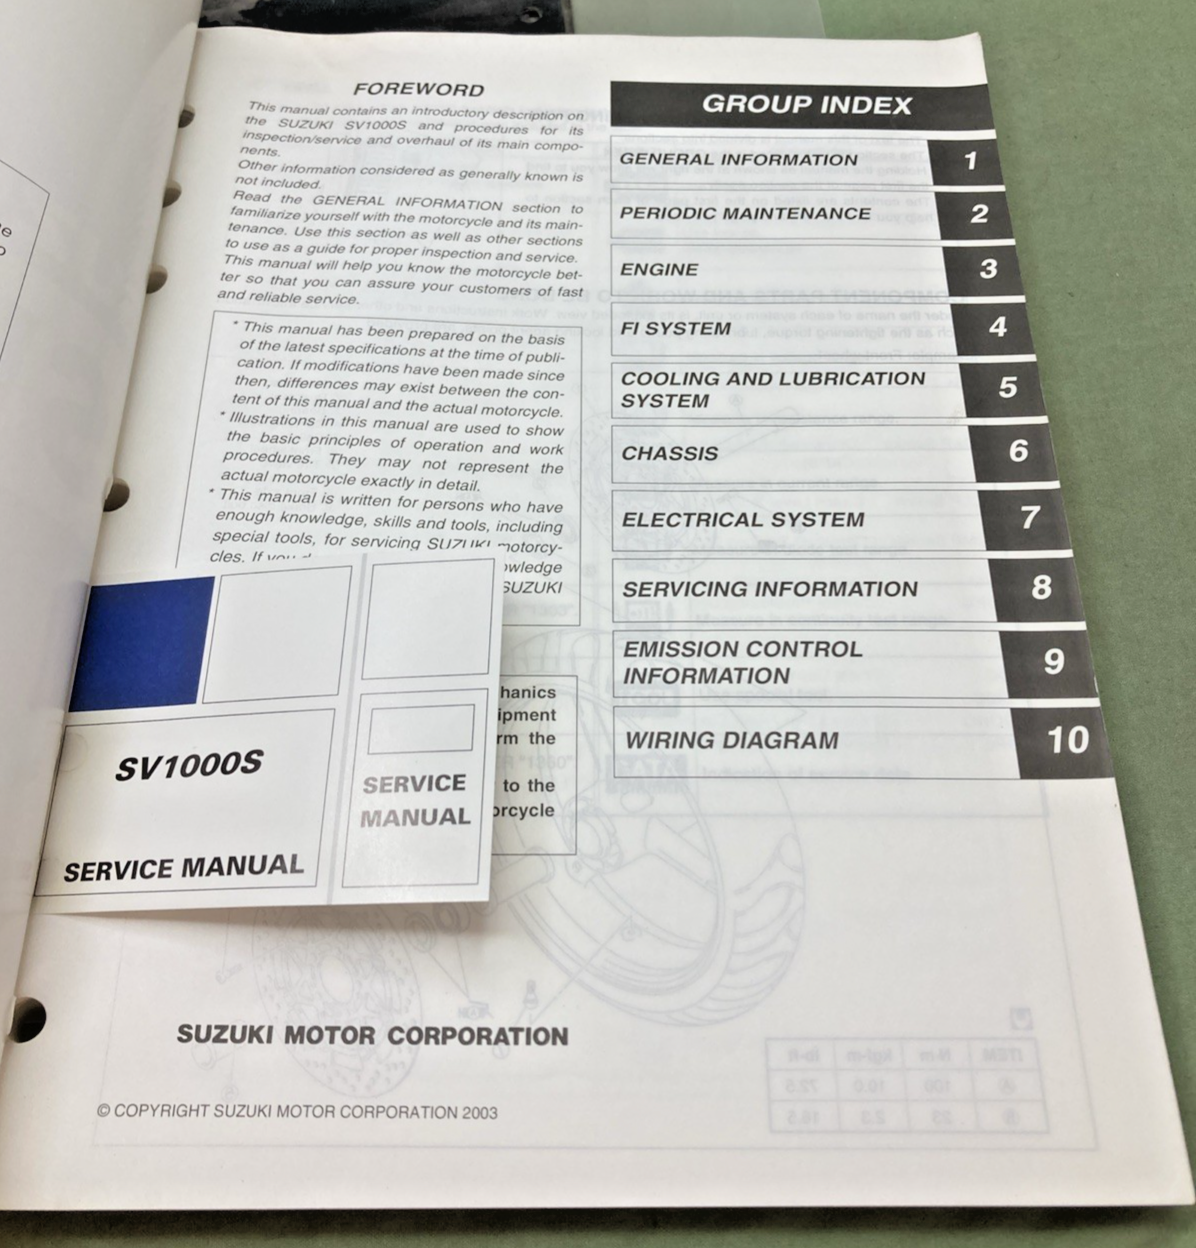 FOREWORD
This manual contains an introductory description on
the SUZUKI SV1000S and procedures for its
inspection/service and overhaul of its main compo-
nents.
Other information considered as generally known is
not included.
Read the GENERAL INFORMATION section to
familiarize yourself with the motorcycle and its main-
tenance. Use this section as well as other sections
to use as a guide for proper inspection and service.
This manual will help you know the motorcycle bet-
ter so that you can assure your customers of fast
and reliable service.
* This manual has been prepared on the basis
of the latest specifications at the time of publi-
cation. If modifications have been made since
then, differences may exist between the con-
tent of this manual and the actual motorcycle.
* Illustrations in this manual are used to show
the basic principles of operation and work
procedures. They may not represent the
actual motorcycle exactly in detail.
* This manual is written for persons who have
enough knowledge, skills and tools, including
special tools, for servicing SUZUKI motorcy-
cles. If you
owledge
SUZUKI
hanics
ipment
rm the
to the
orcycle
SV1000S
SERVICE MANUAL
SERVICE
MANUAL
SUZUKI MOTOR CORPORATION
© COPYRIGHT SUZUKI MOTOR CORPORATION 2003
GROUP INDEX
GENERAL INFORMATION 1
PERIODIC MAINTENANCE 2
ENGINE 3
FI SYSTEM 4
COOLING AND LUBRICATION
SYSTEM 5
CHASSIS 6
ELECTRICAL SYSTEM 7
SERVICING INFORMATION 8
EMISSION CONTROL
INFORMATION 9
WIRING DIAGRAM 10